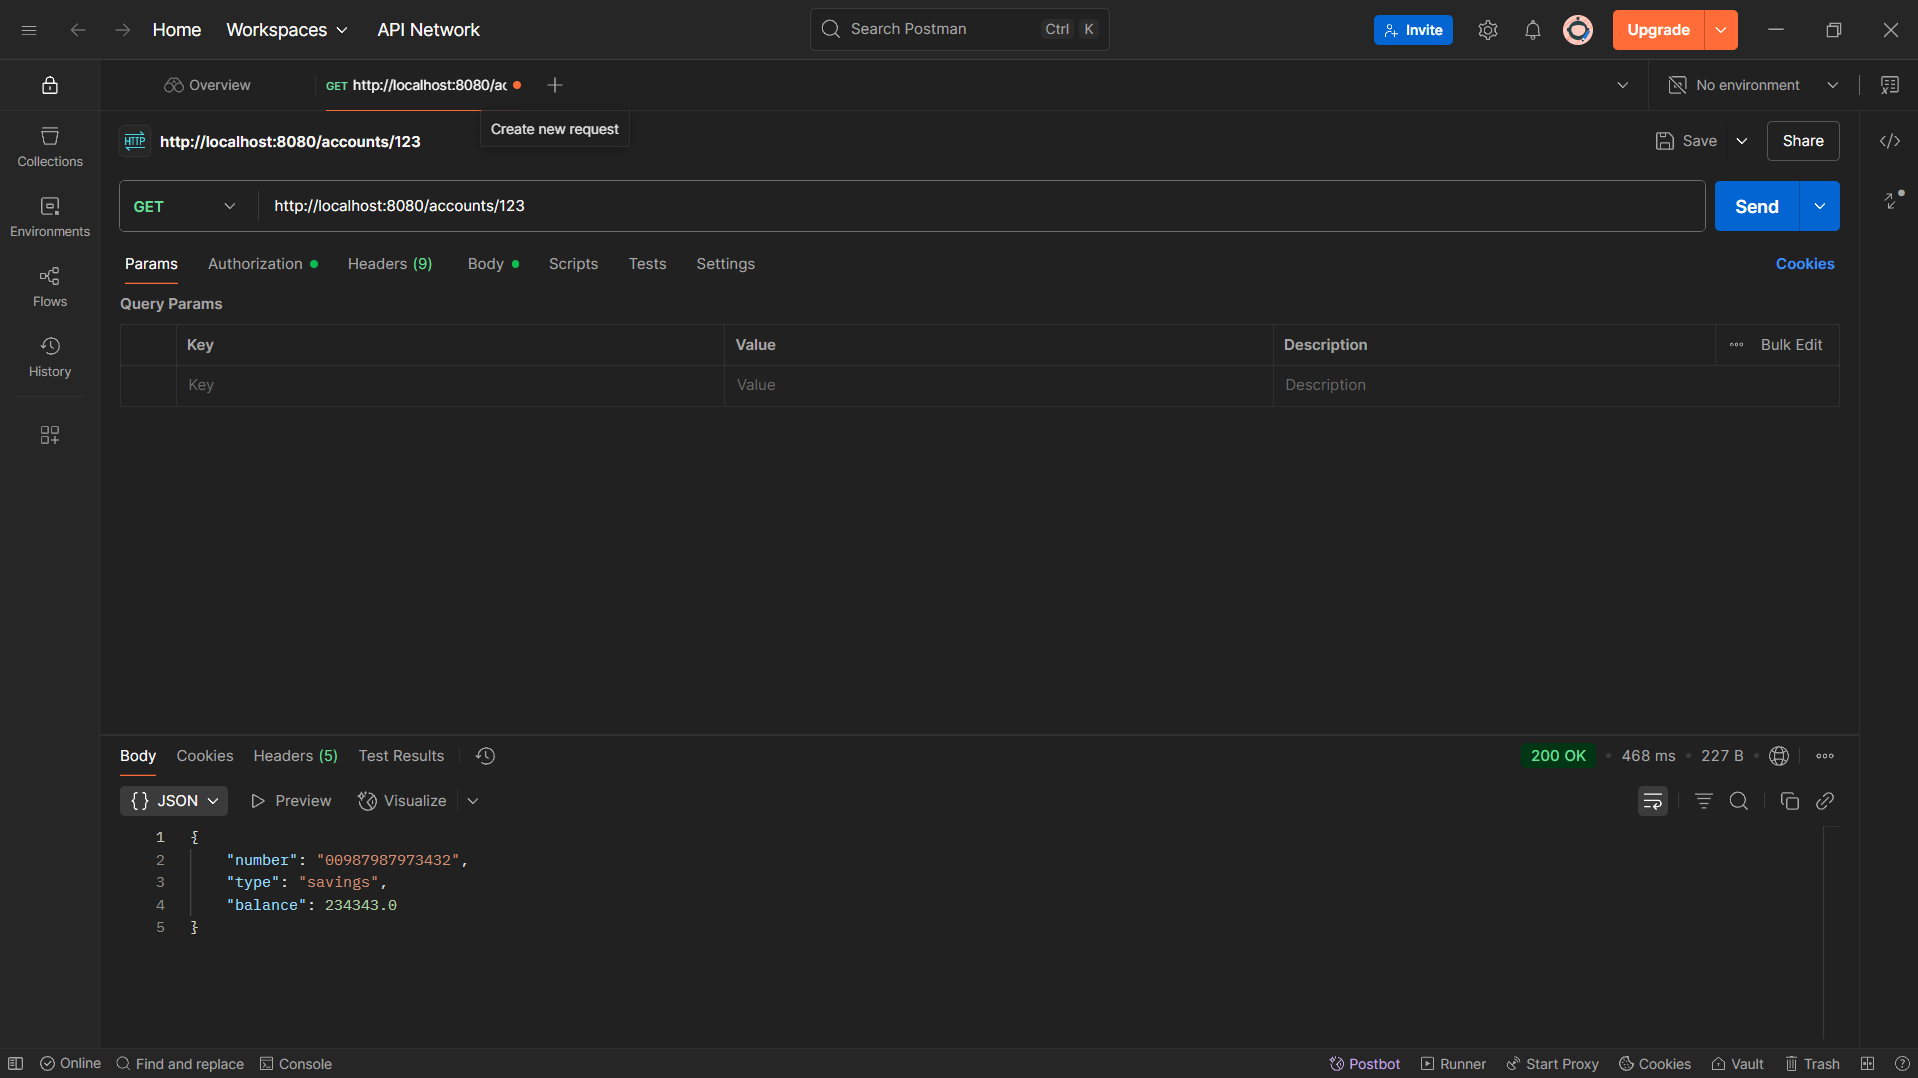 Home Workspaces API Network Search Postman Ctrl K Invite Upgrade
Overview GET http://localhost:8080/ac No environment
Create new request
HTTP http://localhost:8080/accounts/123 Save Share
Collections
GET http://localhost:8080/accounts/123 Send
Environments
Params Authorization Headers (9) Body Scripts Tests Settings Cookies
Flows
Query Params
Key Value Description Bulk Edit
History
Key Value Description
Body Cookies Headers (5) Test Results 200 OK 468 ms 227 B
{} JSON Preview Visualize
1 {
2 "number": "00987987973432",
3 "type": "savings",
4 "balance": 234343.0
5 }
Online Find and replace Console Postbot Runner Start Proxy Cookies Vault Trash